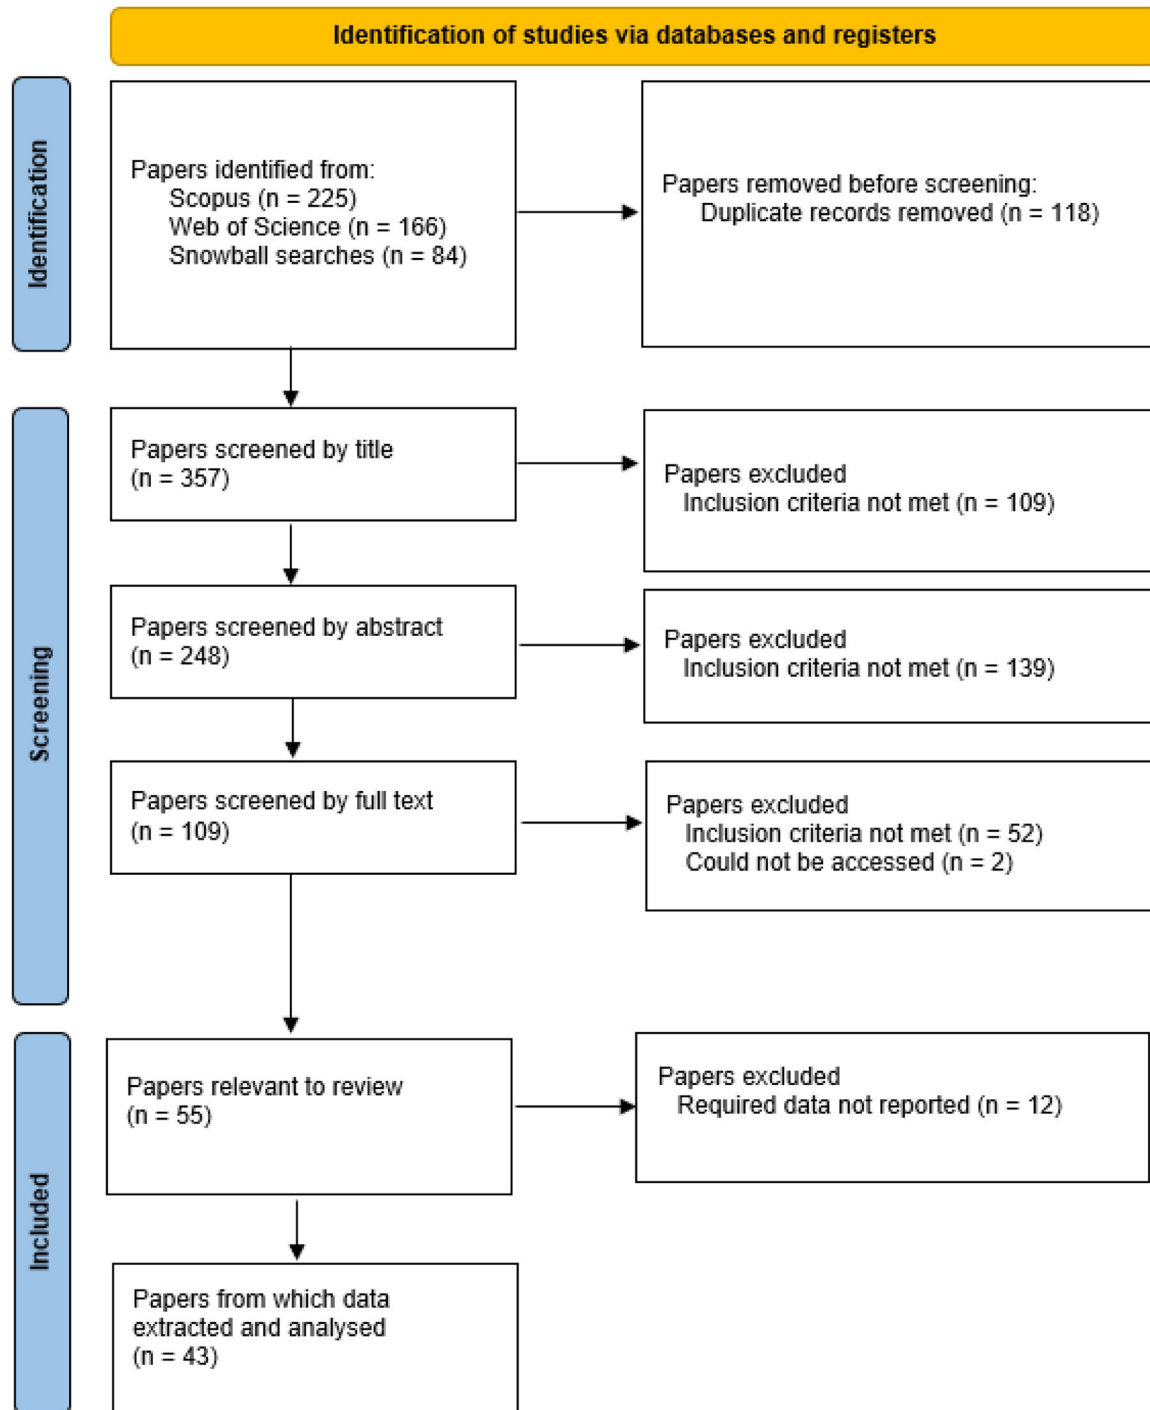 Identification of studies via databases and registers
Identification
Papers identified from:
Scopus (n = 225)
Web of Science (n = 166)
Snowball searches (n = 84)
Papers removed before screening:
Duplicate records removed (n = 118)
Screening
Papers screened by title
(n = 357)
Papers excluded
Inclusion criteria not met (n = 109)
Papers screened by abstract
(n = 248)
Papers excluded
Inclusion criteria not met (n = 139)
Papers screened by full text
(n = 109)
Papers excluded
Inclusion criteria not met (n = 52)
Could not be accessed (n = 2)
Included
Papers relevant to review
(n = 55)
Papers excluded
Required data not reported (n = 12)
Papers from which data
extracted and analysed
(n = 43)